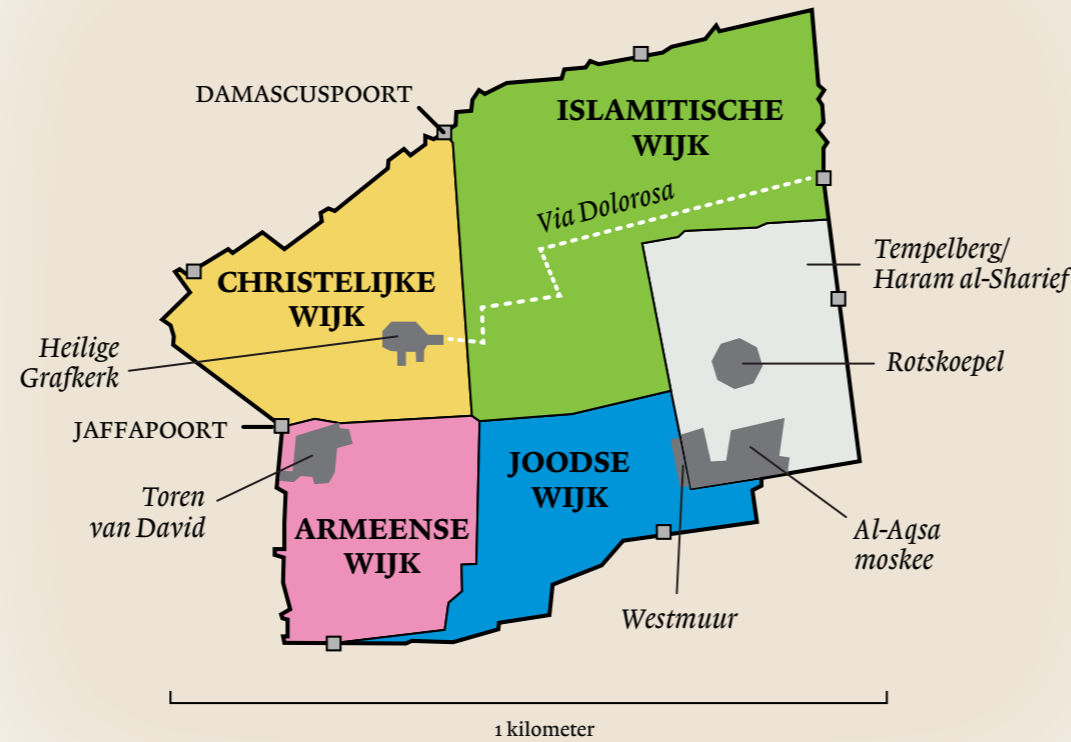 DAMASCUSPOORT
ISLAMITISCHE
WIJK
Via Dolorosa
Tempelberg/
Haram al-Sharief
CHRISTELIJKE
WIJK
Heilige
Grafkerk
Rotskoepel
JAFFAPOORT
JOODSE
WIJK
Toren
van David
ARMEENSE
WIJK
Al-Aqsa
moskee
Westmuur
1 kilometer